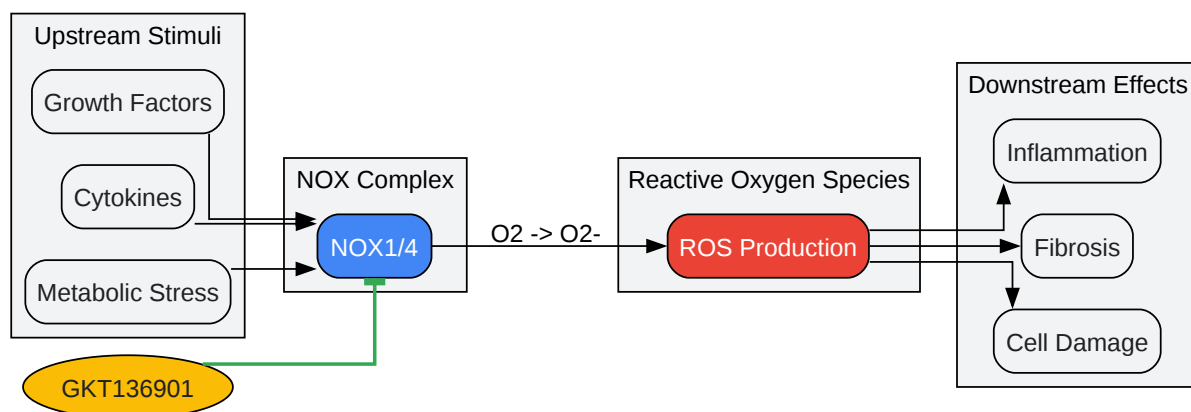 Upstream Stimuli
Growth Factors
Cytokines
Metabolic Stress
GKT136901
NOX Complex
NOX1/4
O2 -> O2-
Reactive Oxygen Species
ROS Production
Downstream Effects
Inflammation
Fibrosis
Cell Damage